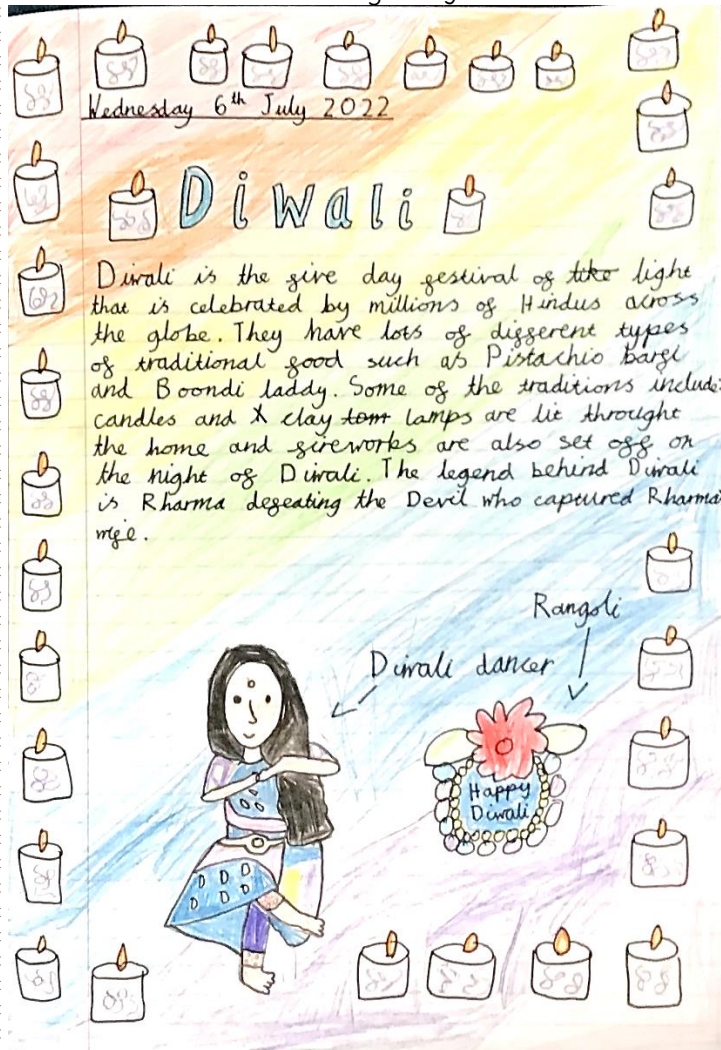 Wednesday 6th July 2022
Diwali
Diwali is the five day festival of like light
that is celebrated by millions of Hindus across
the globe. They have lots of different types
of traditional food such as Pistachio barfi
and Boondi laddy. Some of the traditions include:
candles and clay tom lamps are lit throught
the home and fireworks are also set off on
the night of Diwali. The legend behind Diwali
is Rharma defeating the Devil who captured Rharma
wife.
Rangoli
Diwali dancer
Happy
Diwali